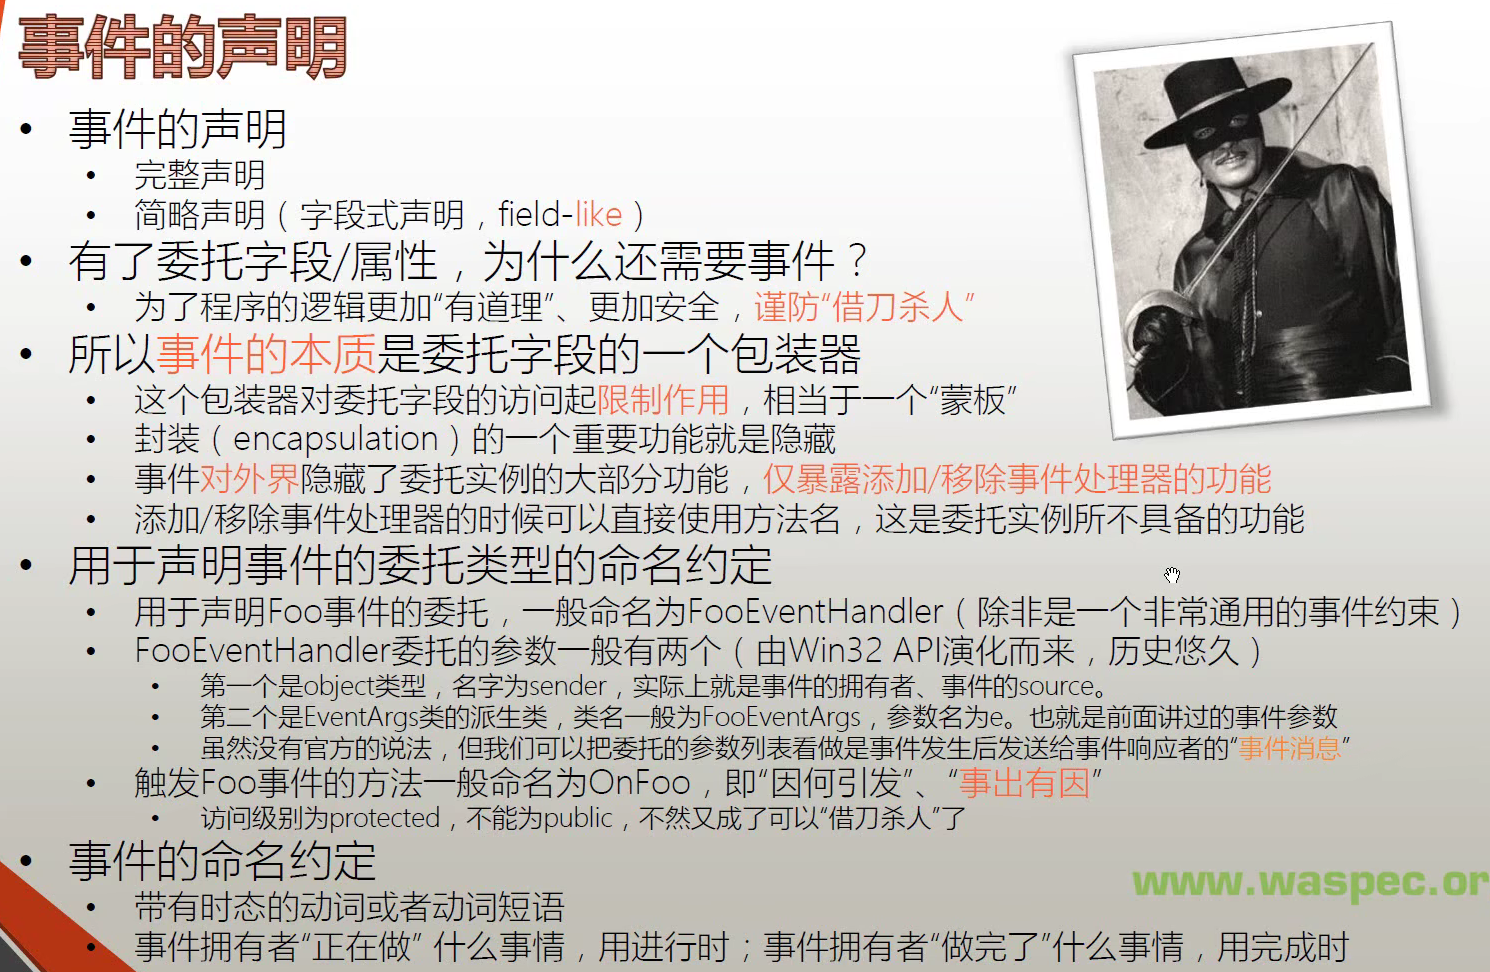 事件的声明
• 事件的声明
• 完整声明
• 简略声明（字段式声明，field-like）
• 有了委托字段/属性，为什么还需要事件？
• 为了程序的逻辑更加“有道理”、更加安全，谨防“借刀杀人”
• 所以事件的本质是委托字段的一个包装器
• 这个包装器对委托字段的访问起限制作用，相当于一个“蒙板”
• 封装（encapsulation）的一个重要功能就是隐藏
• 事件对外界隐藏了委托实例的大部分功能，仅暴露添加/移除事件处理器的功能
• 添加/移除事件处理器的时候可以直接使用方法名，这是委托实例所不具备的功能
• 用于声明事件的委托类型的命名约定
• 用于声明Foo事件的委托，一般命名为FooEventHandler（除非是一个非常通用的事件约束）
• FooEventHandler委托的参数一般有两个（由Win32 API演化而来，历史悠久）
• 第一个是object类型，名字为sender，实际上就是事件的拥有者、事件的source。
• 第二个是EventArgs类的派生类，类名一般为FooEventArgs，参数名为e。也就是前面讲过的事件参数
• 虽然没有官方的说法，但我们可以把委托的参数列表看做是事件发生后发送给事件响应者的“事件消息”
• 触发Foo事件的方法一般命名为OnFoo，即“因何引发”、“事出有因”
• 访问级别为protected，不能为public，不然又成了可以“借刀杀人”了
• 事件的命名约定
• 带有时态的动词或者动词短语
• 事件拥有者“正在做” 什么事情，用进行时；事件拥有者“做完了”什么事情，用完成时
www.waspec.or